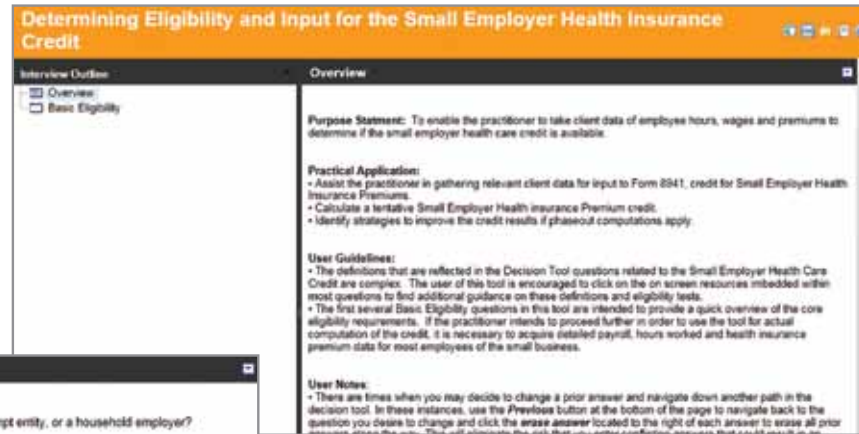 Determining Eligibility and Input for the Small Employer Health Insurance
Credit
Interview Outline
Overview
Basic Eligibility
Overview
Purpose Statment: To enable the practitioner to take client data of employee hours, wages and premiums to
determine if the small employer health care credit is available.
Practical Application:
• Assist the practitioner in gathering relevant client data for input to Form 8941, credit for Small Employer Health
Insurance Premiums.
• Calculate a tentative Small Employer Health insurance Premium credit.
• Identify strategies to improve the credit results if phaseout computations apply.
User Guidelines:
• The definitions that are reflected in the Decision Tool questions related to the Small Employer Health Care
Credit are complex. The user of this tool is encouraged to click on the on screen resources imbedded within
most questions to find additional guidance on these definitions and eligibility tests.
• The first several Basic Eligibility questions in this tool are intended to provide a quick overview of the core
eligibility requirements. If the practitioner intends to proceed further in order to use the tool for actual
computation of the credit, it is necessary to acquire detailed payroll, hours worked and health insurance
premium data for most employees of the small business.
User Notes:
• There are times when you may decide to change a prior answer and navigate down another path in the
decision tool. In these instances, use the Previous button at the bottom of the page to navigate back to the
question you desire to change and click the erase answer located to the right of each answer to erase all prior
pt entity, or a household employer?